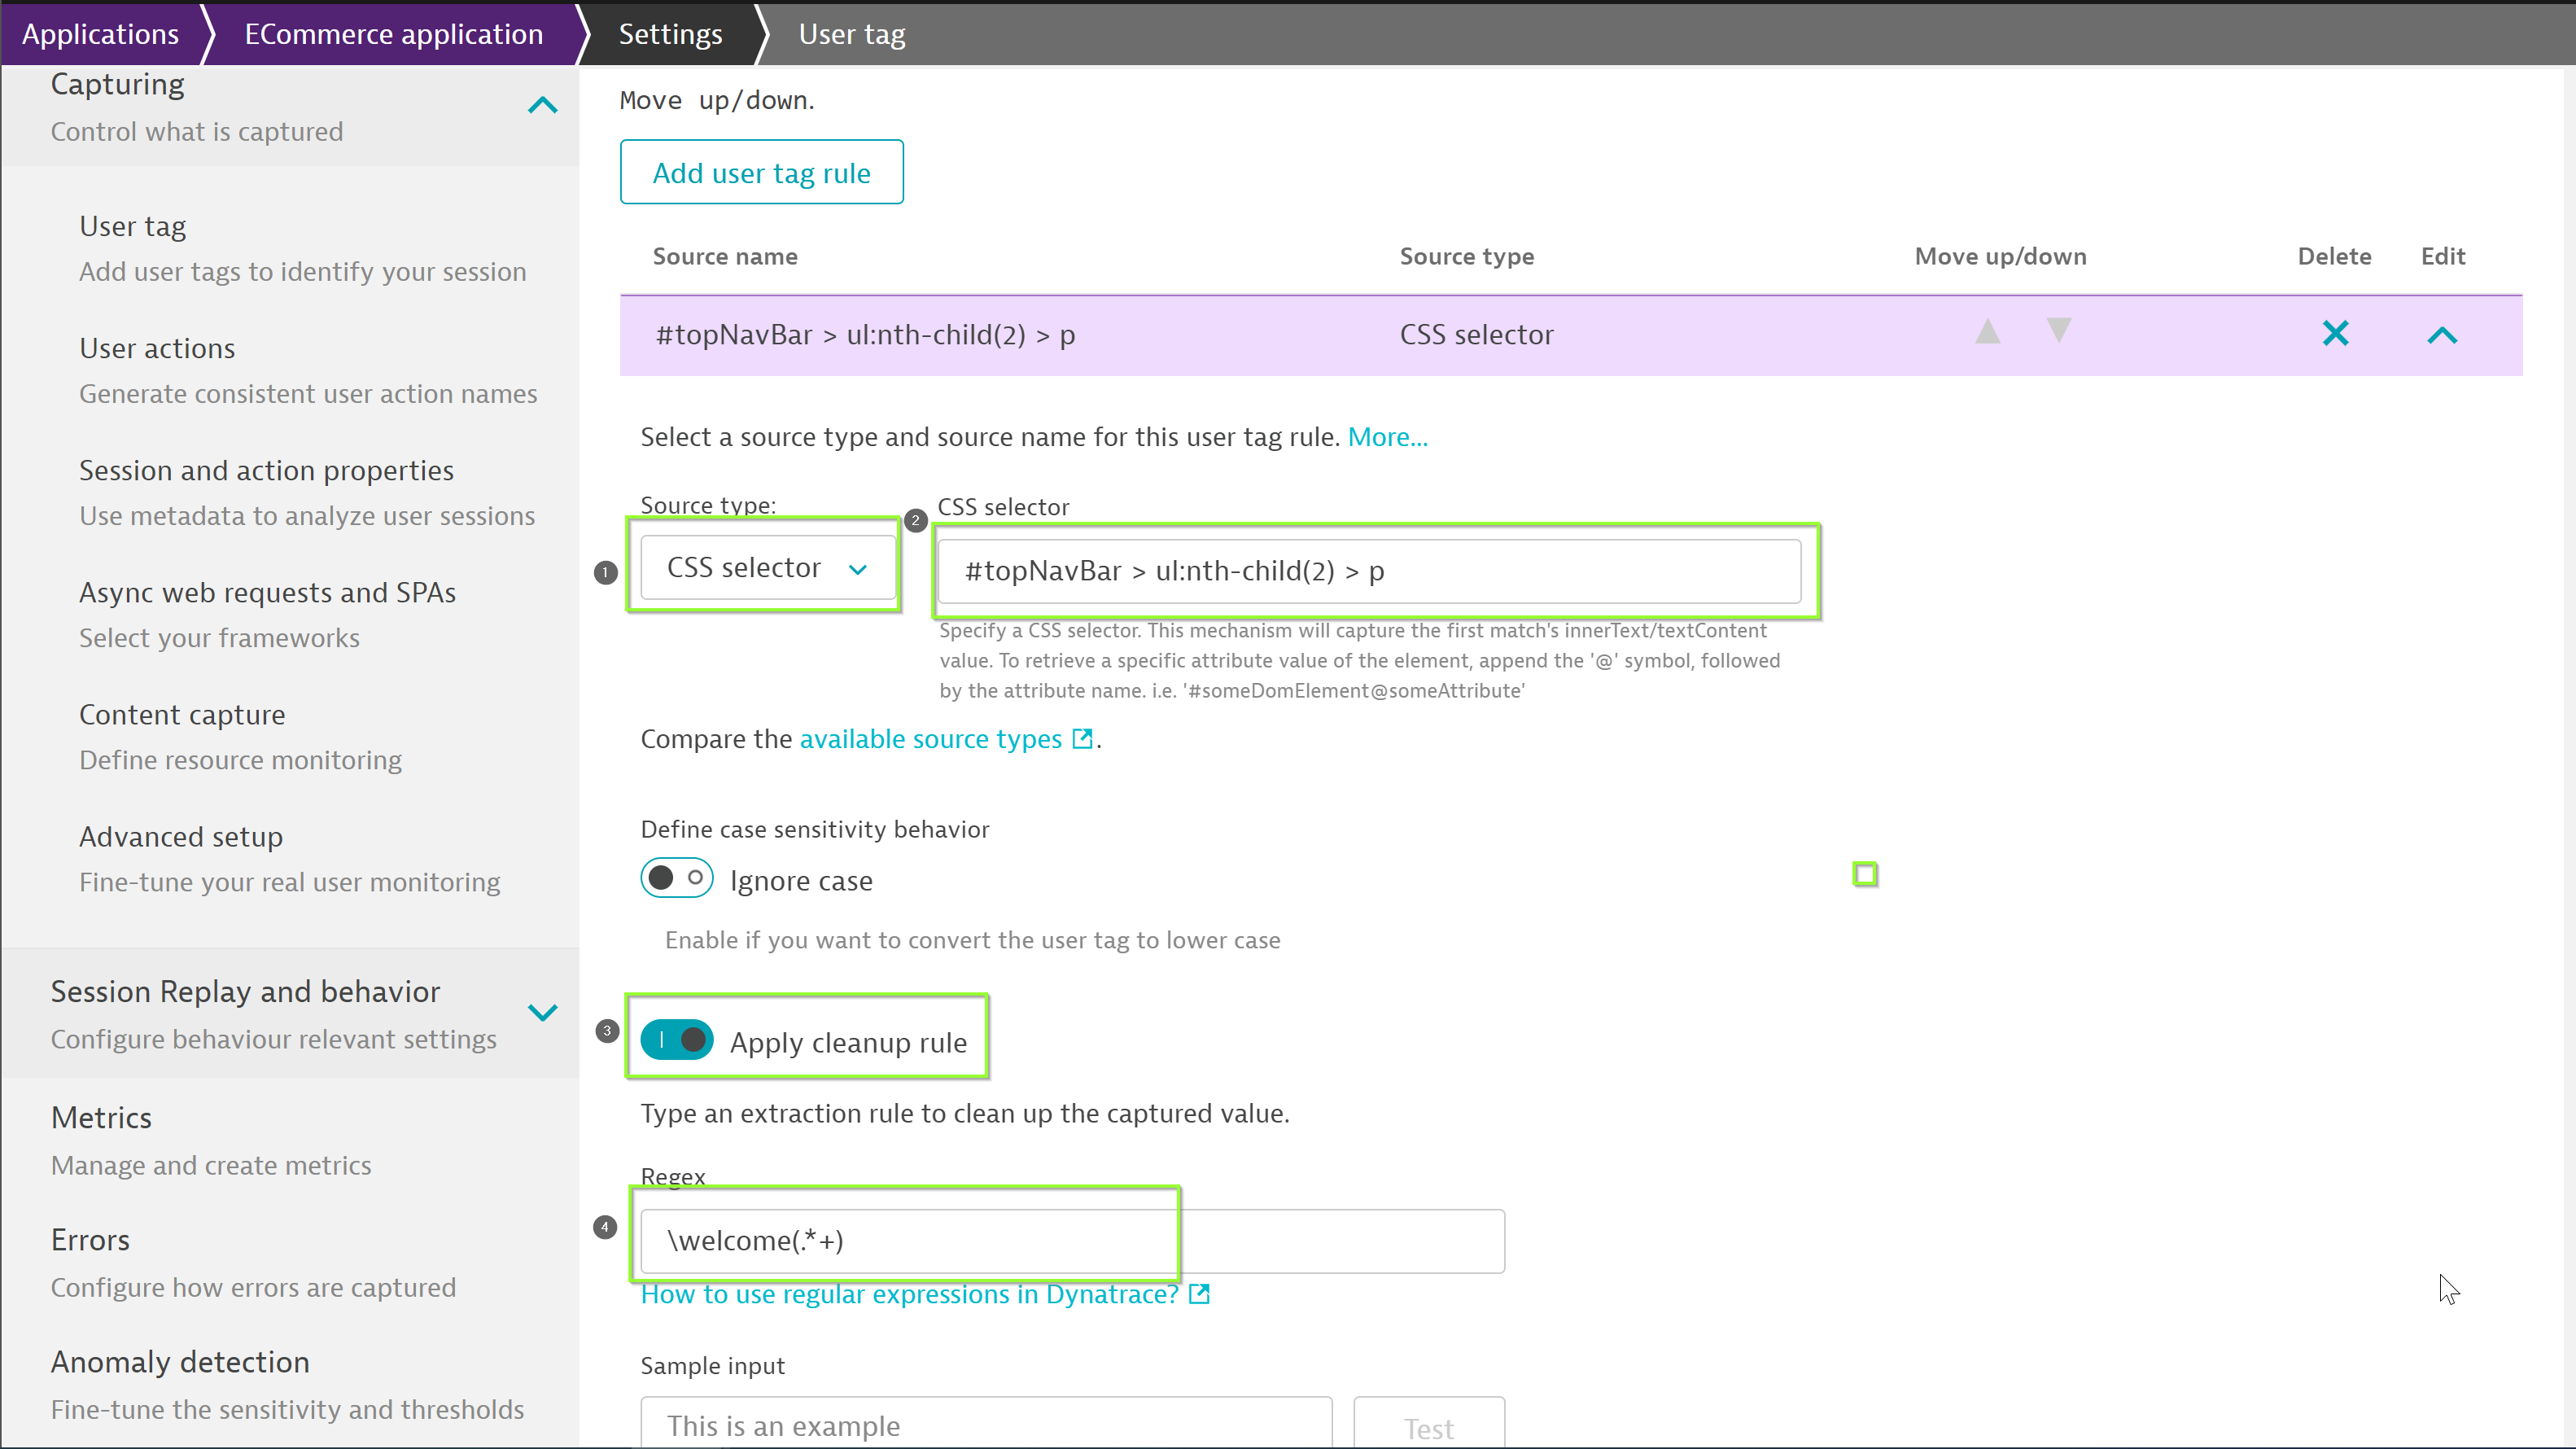 Applications
ECommerce application
Settings
User tag
Capturing
Control what is captured
User tag
Add user tags to identify your session
User actions
Generate consistent user action names
Session and action properties
Use metadata to analyze user sessions
Async web requests and SPAs
Select your frameworks
Content capture
Define resource monitoring
Advanced setup
Fine-tune your real user monitoring
Session Replay and behavior
Configure behaviour relevant settings
Metrics
Manage and create metrics
Errors
Configure how errors are captured
Anomaly detection
Fine-tune the sensitivity and thresholds
Move up/down.
Add user tag rule
Source name Source type Move up/down Delete Edit
#topNavBar > ul:nth-child(2) > p CSS selector
Select a source type and source name for this user tag rule. More...
Source type:
1 CSS selector
2 CSS selector
#topNavBar > ul:nth-child(2) > p
Specify a CSS selector. This mechanism will capture the first match's innerText/textContent
value. To retrieve a specific attribute value of the element, append the '@' symbol, followed
by the attribute name. i.e. '#someDomElement@someAttribute'
Compare the available source types .
Define case sensitivity behavior
Ignore case
Enable if you want to convert the user tag to lower case
3 Apply cleanup rule
Type an extraction rule to clean up the captured value.
Regex
4 \welcome(.*+)
How to use regular expressions in Dynatrace?
Sample input
This is an example
Test